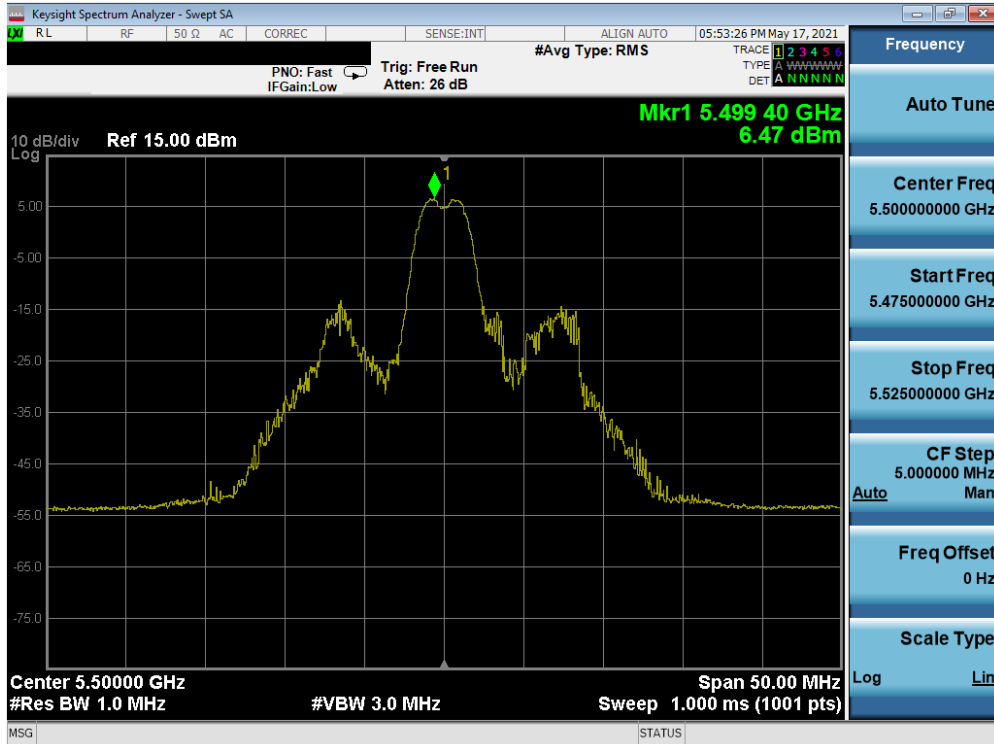 Keysight Spectrum Analyzer - Swept SA
LXI RL RF 50 Ω AC CORREC SENSE:INT ALIGN AUTO 05:53:26 PM May 17, 2021
#Avg Type: RMS
TRACE 1 2 3 4 5 6
TYPE A WWWWW
DET A N N N N N
PNO: Fast
IFGain:Low
Trig: Free Run
Atten: 26 dB
Mkr1 5.499 40 GHz
6.47 dBm
10 dB/div Ref 15.00 dBm
Log
1
5.00
-5.00
-15.0
-25.0
-35.0
-45.0
-55.0
-65.0
-75.0
Center 5.50000 GHz Span 50.00 MHz
#Res BW 1.0 MHz #VBW 3.0 MHz Sweep 1.000 ms (1001 pts)
MSG STATUS
Frequency
Auto Tune
Center Freq
5.500000000 GHz
Start Freq
5.475000000 GHz
Stop Freq
5.525000000 GHz
CF Step
5.000000 MHz
Auto Man
Freq Offset
0 Hz
Scale Type
Log Lin